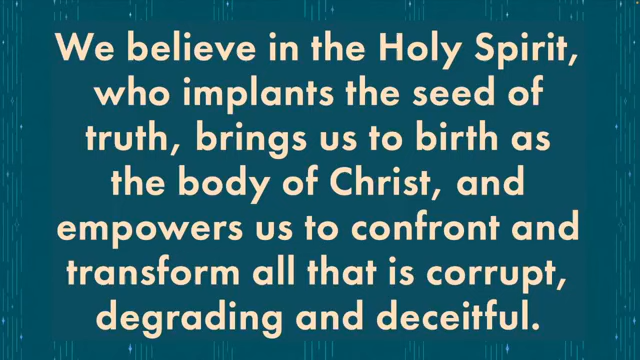 We believe in the Holy Spirit,
who implants the seed of
truth, brings us to birth as
the body of Christ, and
empowers us to confront and
transform all that is corrupt,
degrading and deceitful.